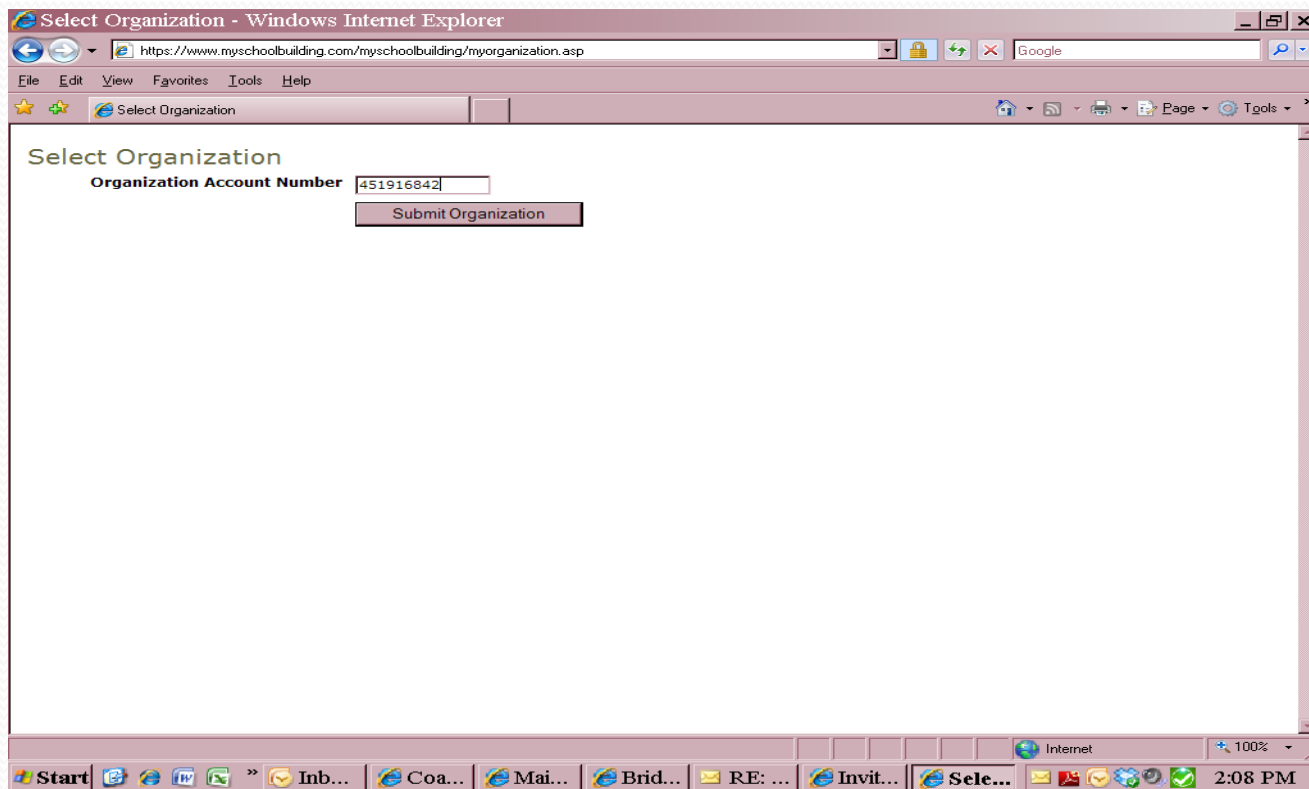 Select Organization - Windows Internet Explorer
https://www.myschoolbuilding.com/myschoolbuilding/myorganization.asp
Google
File Edit View Favorites Tools Help
Select Organization
Page Tools
Select Organization
Organization Account Number 451916842
Submit Organization
Internet 100%
Start » Inb... Coa... Mai... Brid... RE: ... Invit... Sele... 2:08 PM